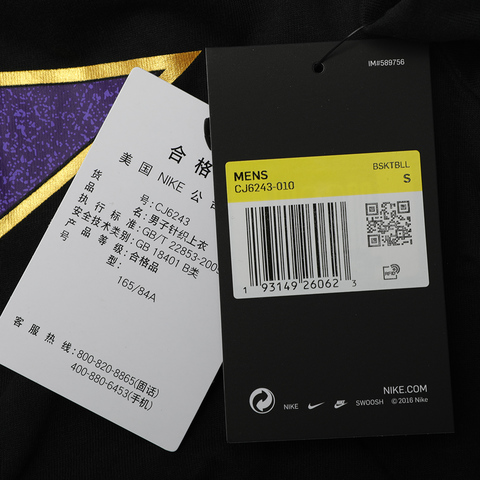 合格
美国 NIKE 公司
货号:CJ6243
品名:男子针织上衣
执行标准:GB/T 22853-200
安全技术类别:GB 18401 B类
产品等级:合格品
号型:
165/84A
客服热线:800-820-8865(固话)
400-880-6453(手机)
IM#589756
MENS
BSKTBLL
CJ6243-010
S
1 93149 26062 3
RFID
NIKE.COM
NIKE
SWOOSH © 2016 Nike